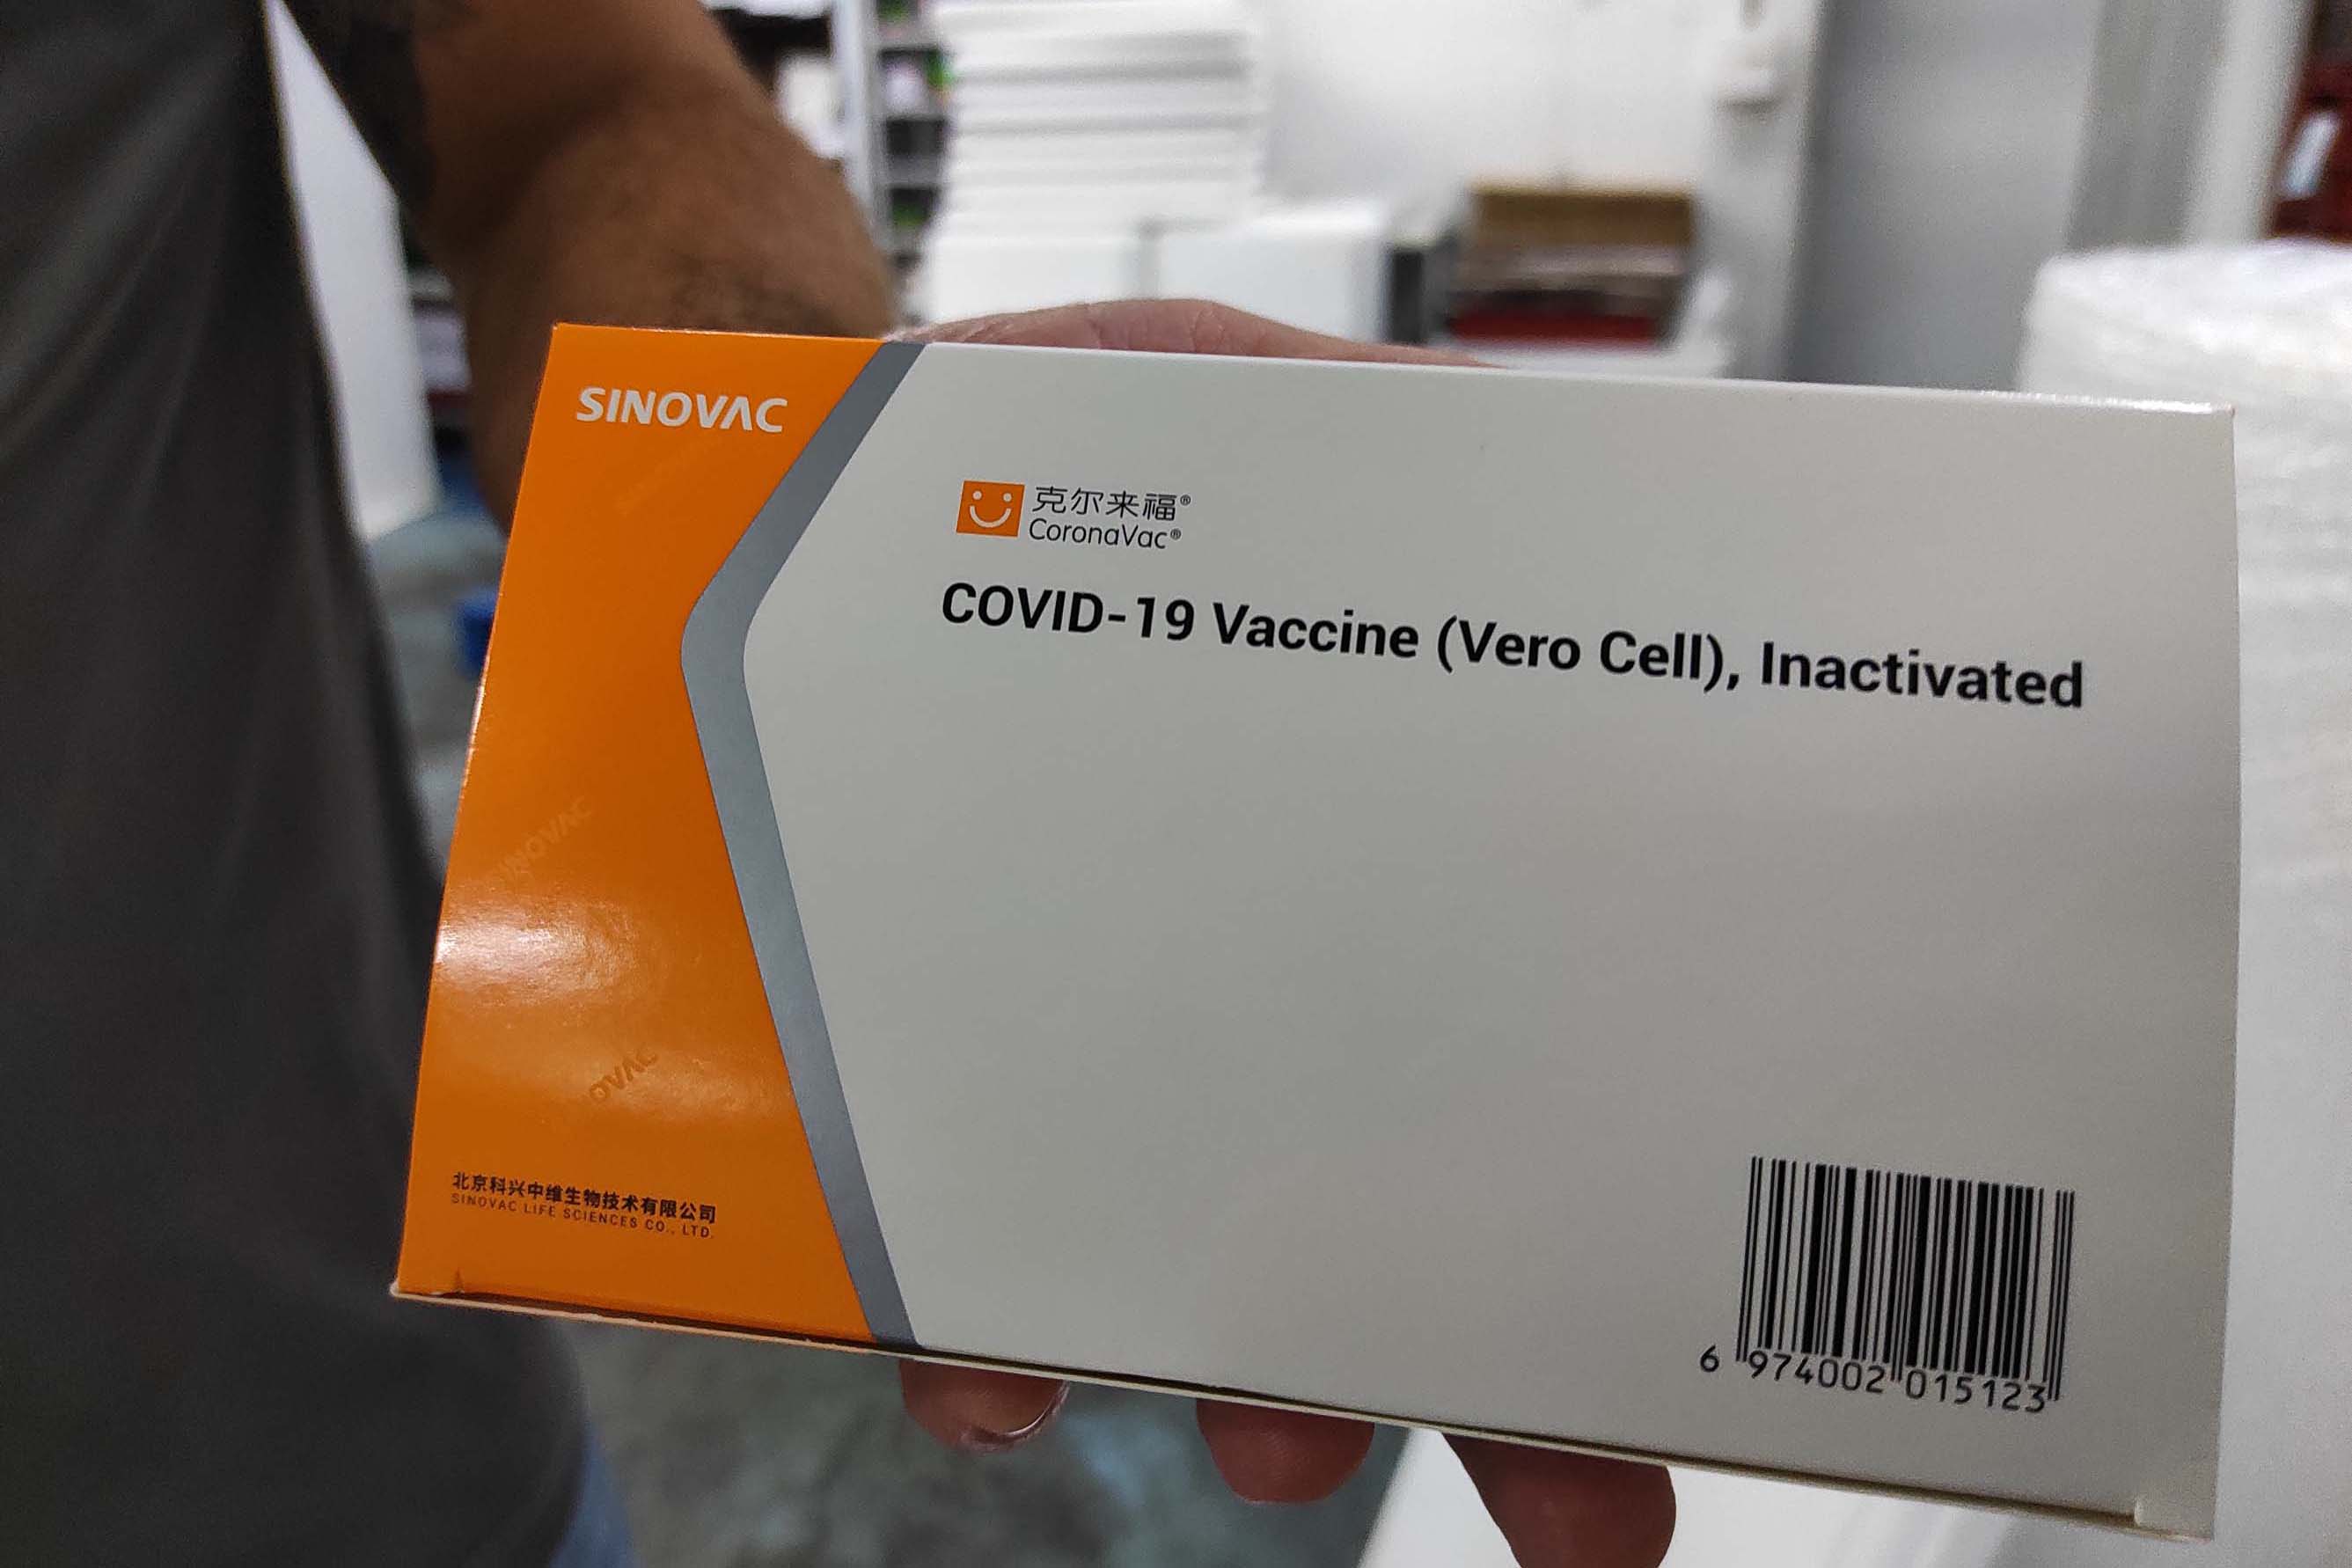 SINOVAC
克尔来福®
CoronaVac®
COVID-19 Vaccine (Vero Cell), Inactivated
SINOVAC
北京科兴中维生物技术有限公司
SINOVAC LIFE SCIENCES CO., LTD.
6 974002 015123